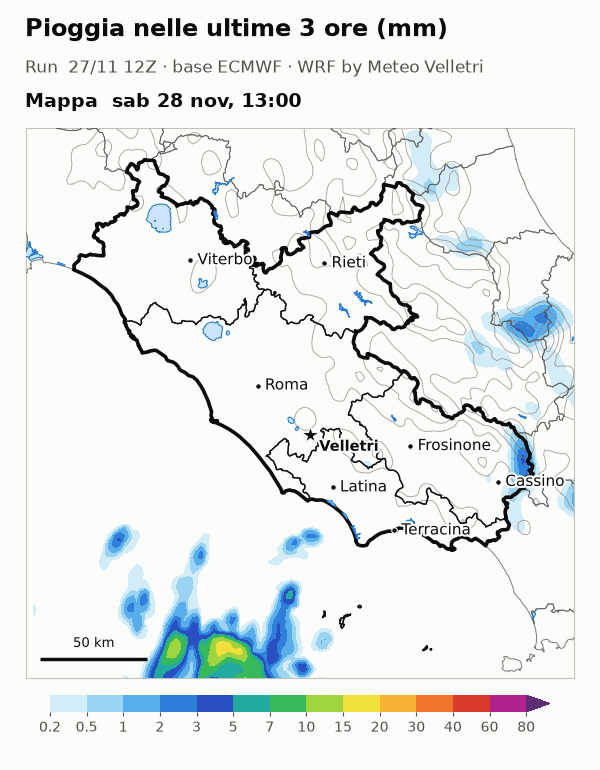 Pioggia nelle ultime 3 ore (mm)
Run  27/11 12Z · base ECMWF · WRF by Meteo Velletri
Mappa  sab 28 nov, 13:00
Viterbo
Rieti
Roma
Velletri
Frosinone
Latina
Cassino
Terracina
50 km
0.2 0.5 1 2 3 5 7 10 15 20 30 40 60 80